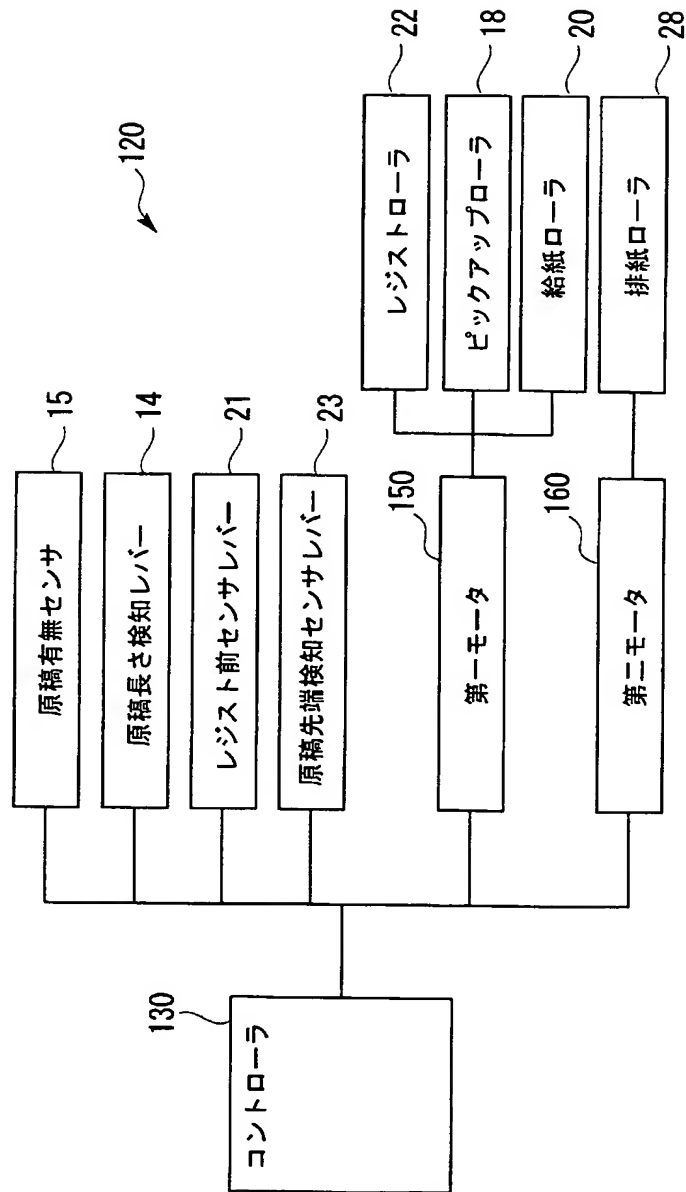 120
コントローラ
130
原稿有無センサ
15
原稿長さ検知レバー
14
レジスト前センサレバー
21
原稿先端検知センサレバー
23
第一モータ
150
第二モータ
160
レジストローラ
22
ピックアップローラ
18
給紙ローラ
20
排紙ローラ
28